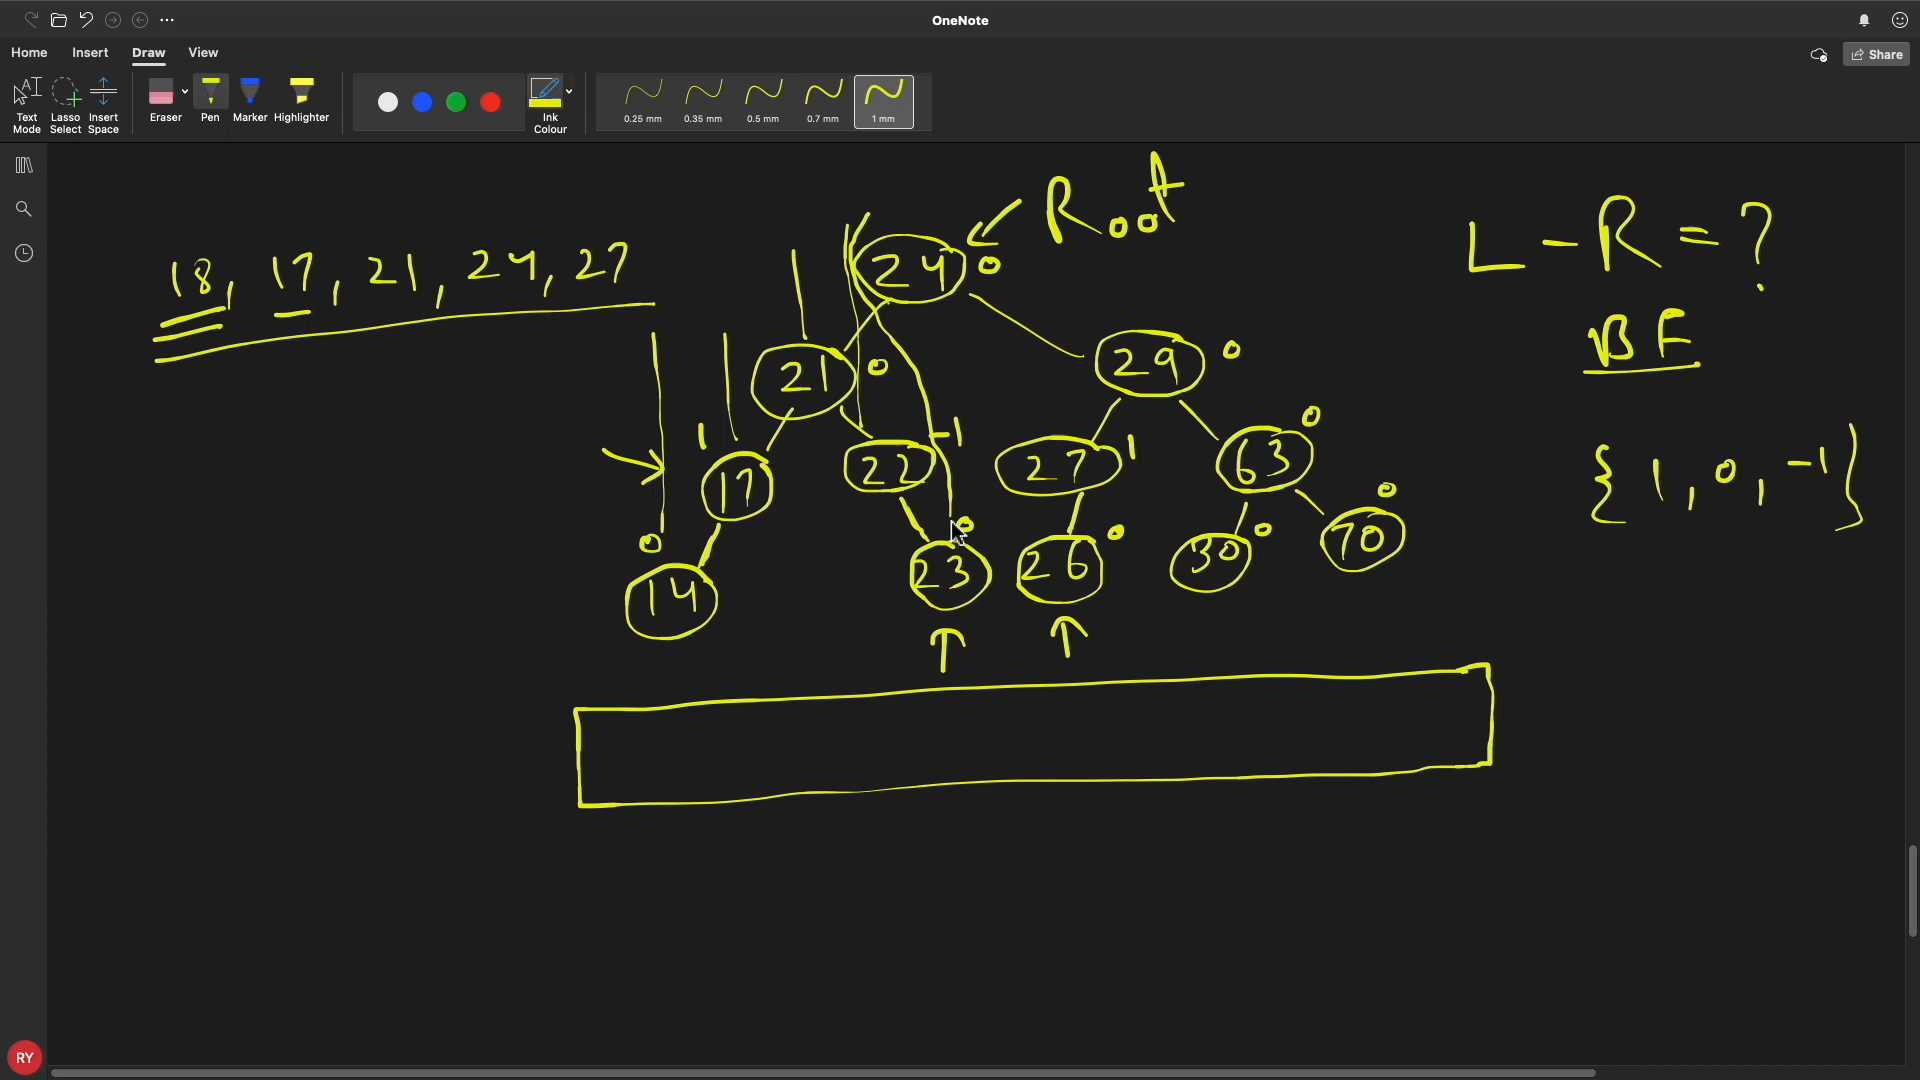 OneNote
Home Insert Draw View
Share
Text Mode
Lasso Select
Insert Space
Eraser
Pen
Marker
Highlighter
Ink Colour
0.25 mm
0.35 mm
0.5 mm
0.7 mm
1 mm
Root
L - R = ?
18, 17, 21, 24, 27
24 0
BF
21 0
29 0
1 17
22 -1
27 1
63 0
{ 1, 0, -1 }
0 14
23 0
26 0
30 0
70 0
RY